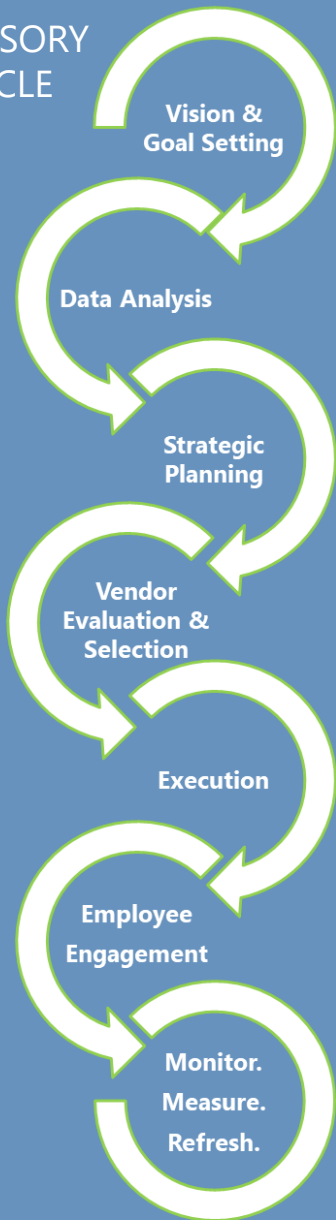 SORY
CLE
Vision &
Goal Setting
Data Analysis
Strategic
Planning
Vendor
Evaluation &
Selection
Execution
Employee
Engagement
Monitor.
Measure.
Refresh.